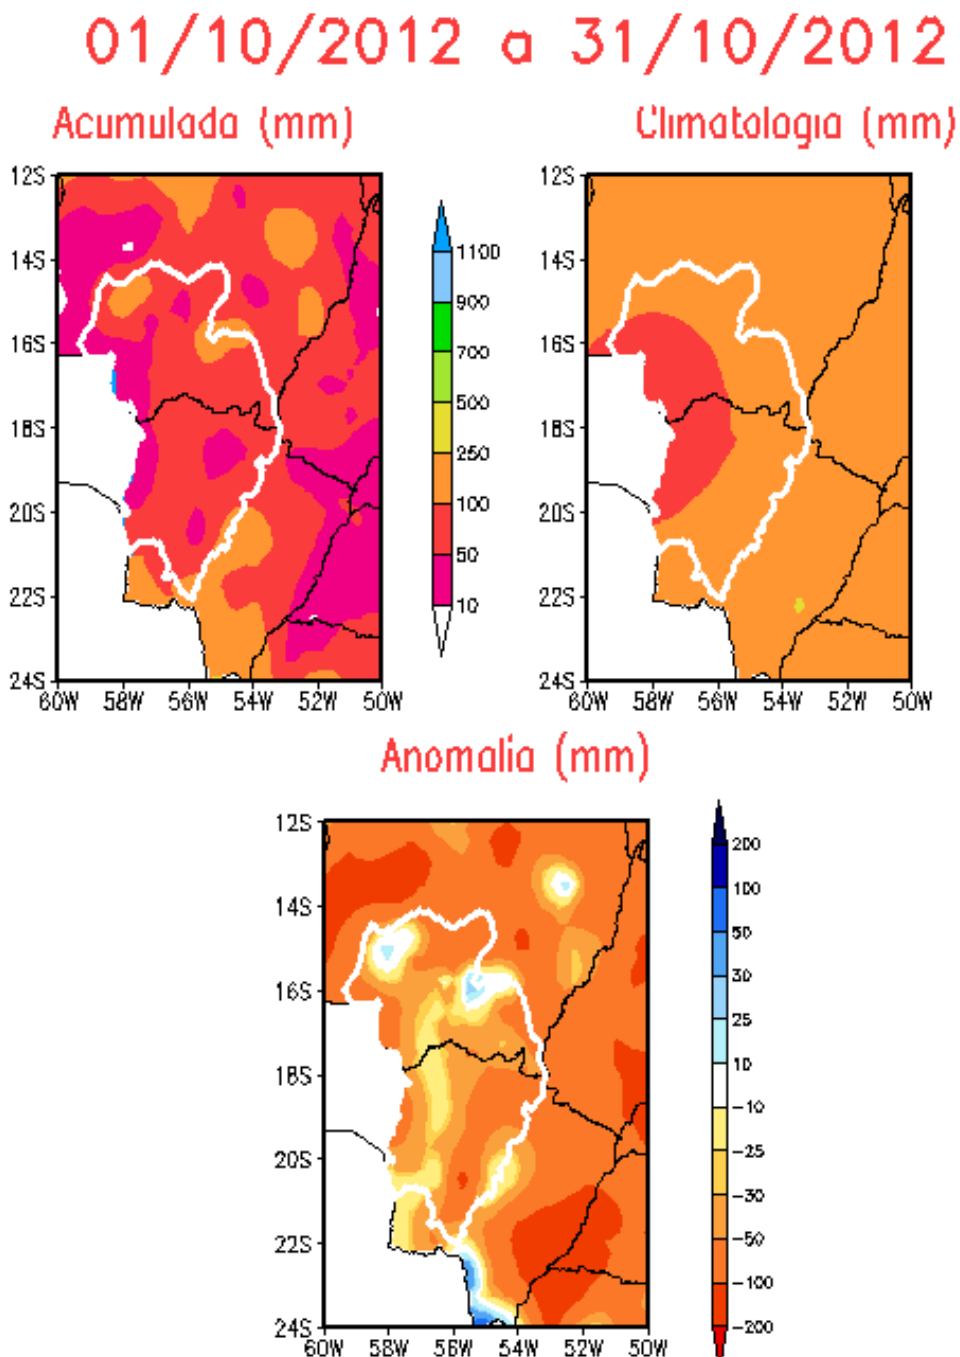 01/10/2012 a 31/10/2012
Acumulada (mm)
Climatologia (mm)
12S
14S
16S
18S
20S
22S
24S
60W 58W 56W 54W 52W 50W
1100
900
700
500
250
100
50
10
12S
14S
16S
18S
20S
22S
24S
60W 58W 56W 54W 52W 50W
Anomalia (mm)
12S
14S
16S
18S
20S
22S
24S
60W 58W 56W 54W 52W 50W
200
100
50
30
25
10
-10
-25
-30
-50
-100
-200